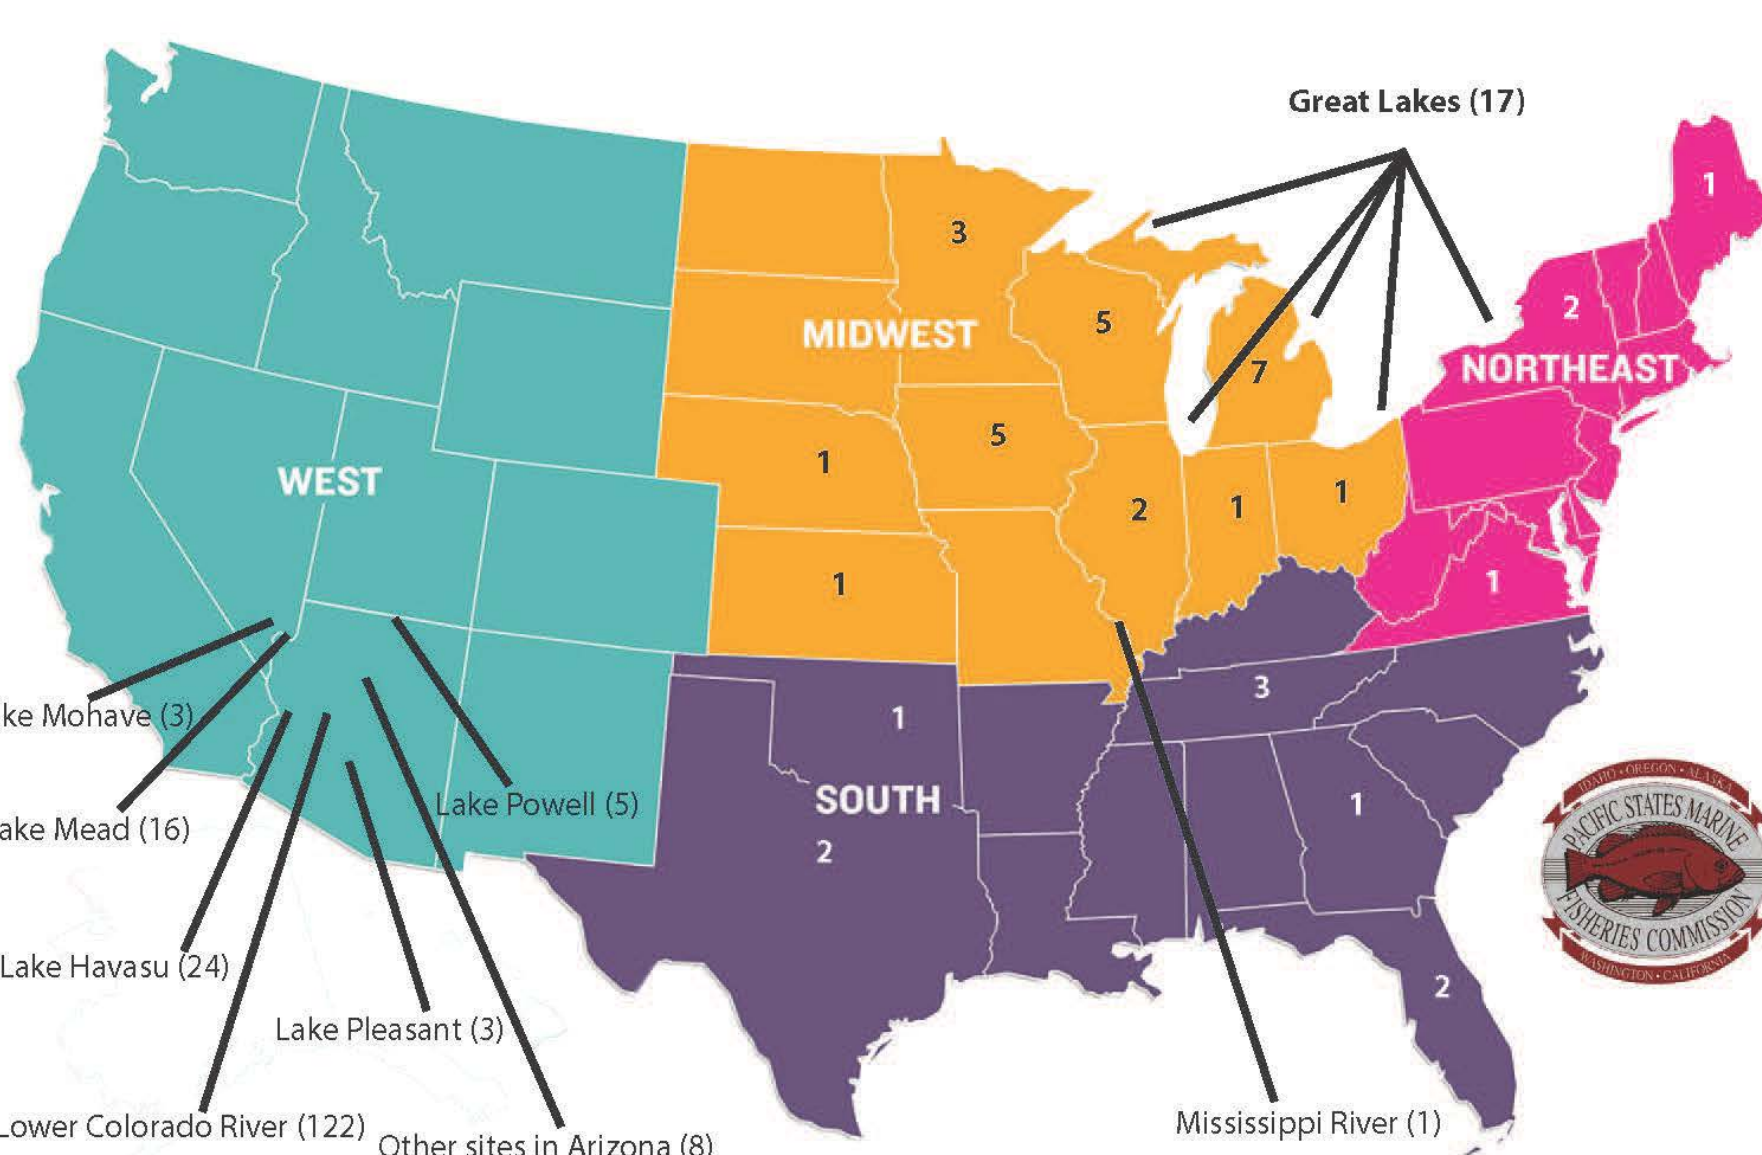 Great Lakes (17)
1
3
2
5
MIDWEST
7
NORTHEAST
5
1
WEST
2
1
1
1
1
3
ke Mohave (3)
1
SOUTH
Lake Powell (5)
1
ake Mead (16)
2
IDAHO • OREGON • ALASKA
PACIFIC STATES MARINE
FISHERIES COMMISSION
WASHINGTON • CALIFORNIA
Lake Havasu (24)
2
Lake Pleasant (3)
Lower Colorado River (122)
Mississippi River (1)
Other sites in Arizona (8)